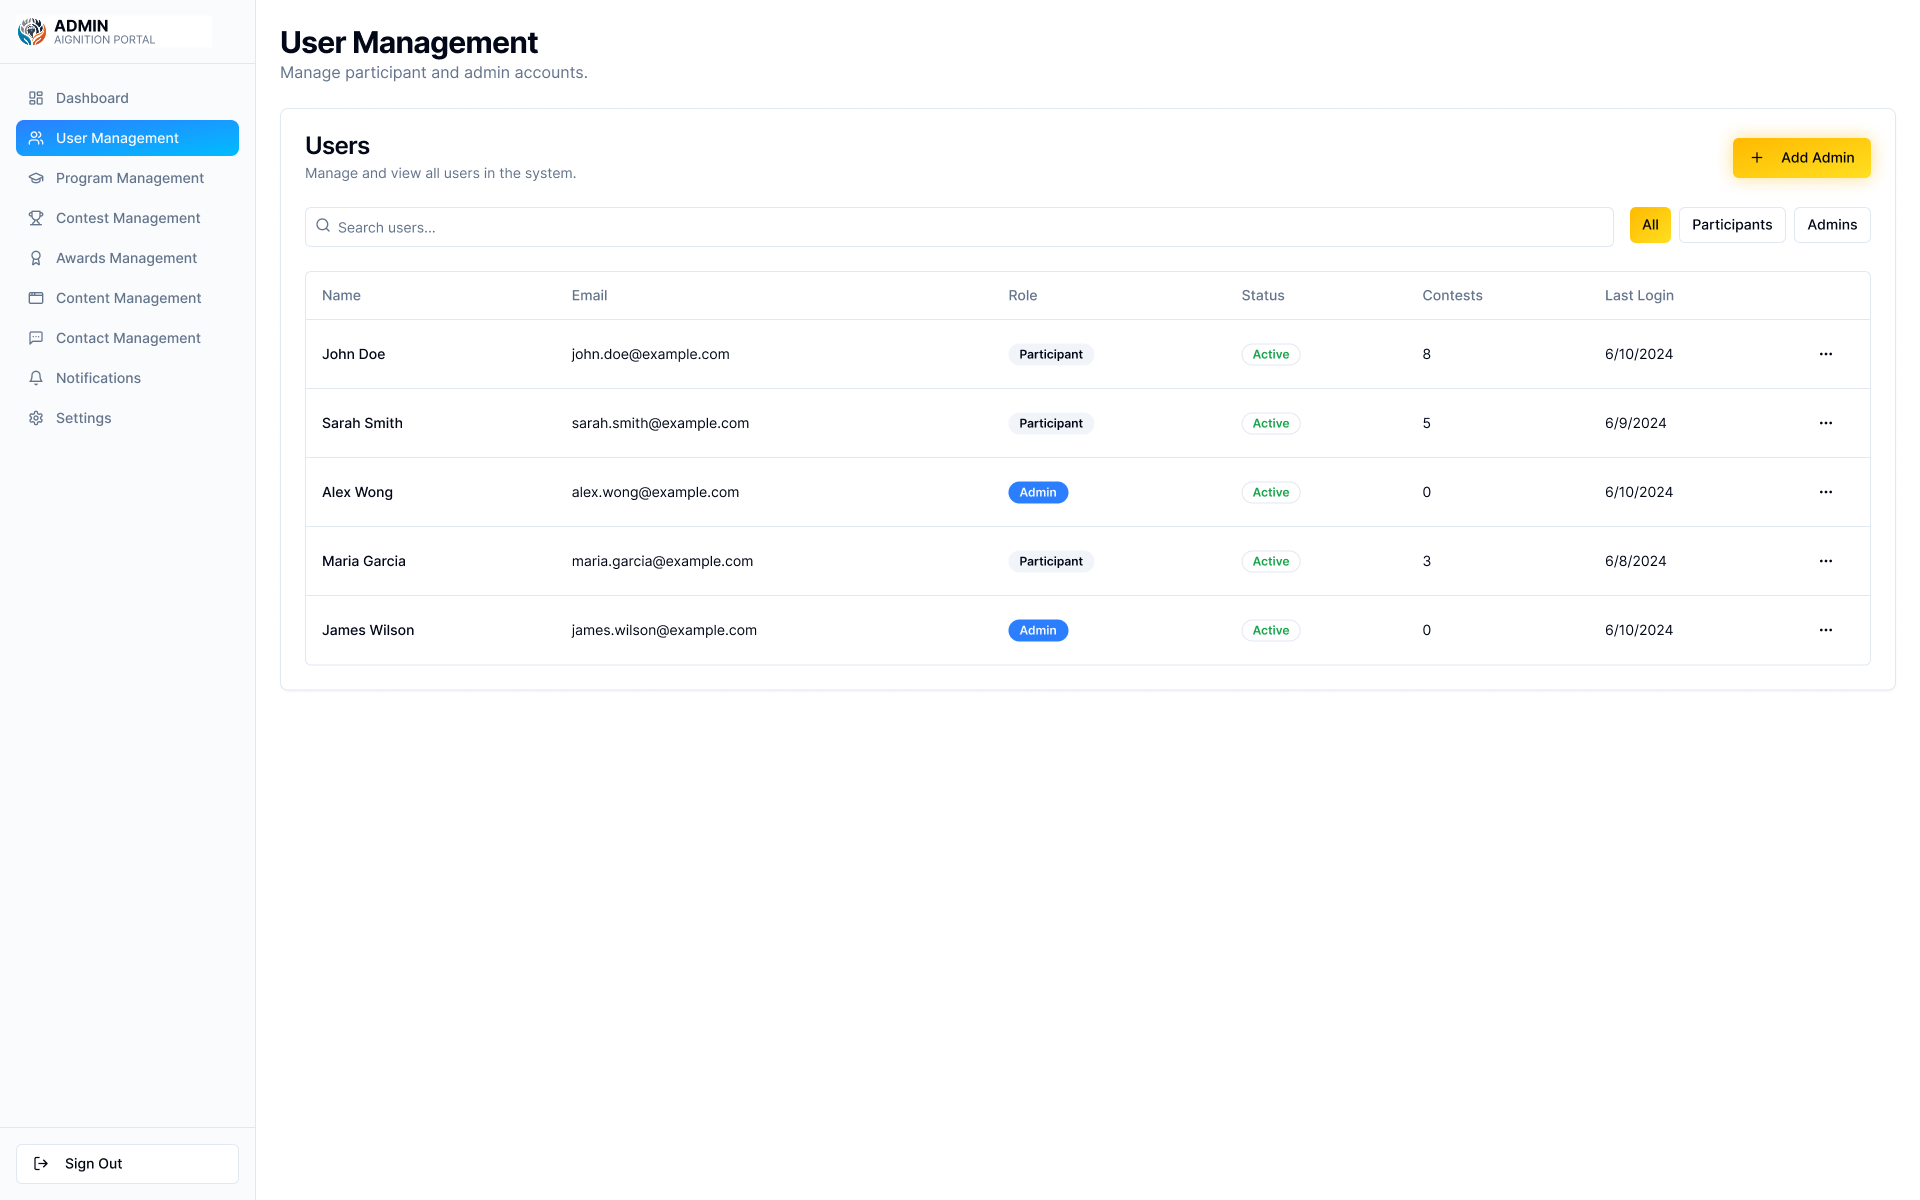 ADMIN
AIGNITION PORTAL
Dashboard
User Management
Program Management
Contest Management
Awards Management
Content Management
Contact Management
Notifications
Settings
Sign Out
User Management
Manage participant and admin accounts.
Users
Manage and view all users in the system.
Add Admin
Search users...
All Participants Admins
Name Email Role Status Contests Last Login
John Doe john.doe@example.com Participant Active 8 6/10/2024
Sarah Smith sarah.smith@example.com Participant Active 5 6/9/2024
Alex Wong alex.wong@example.com Admin Active 0 6/10/2024
Maria Garcia maria.garcia@example.com Participant Active 3 6/8/2024
James Wilson james.wilson@example.com Admin Active 0 6/10/2024